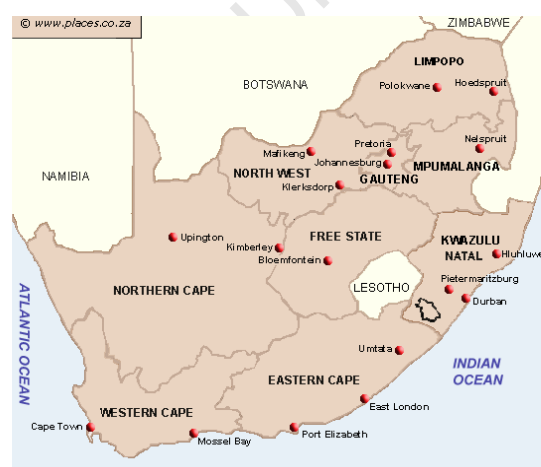 © www.places.co.za
ZIMBABWE
LIMPOPO
BOTSWANA
Polokwane
Hoedspruit
Nelspruit
Pretoria
Mafikeng
Johannesburg
MPUMALANGA
NORTH WEST
GAUTENG
NAMIBIA
Klerksdorp
Upington
FREE STATE
KWAZULU
NATAL
Kimberley
Bloemfontein
Hluhluwe
Pietermaritzburg
NORTHERN CAPE
LESOTHO
Durban
ATLANTIC OCEAN
Umtata
INDIAN
OCEAN
EASTERN CAPE
East London
WESTERN CAPE
Cape Town
Mossel Bay
Port Elizabeth